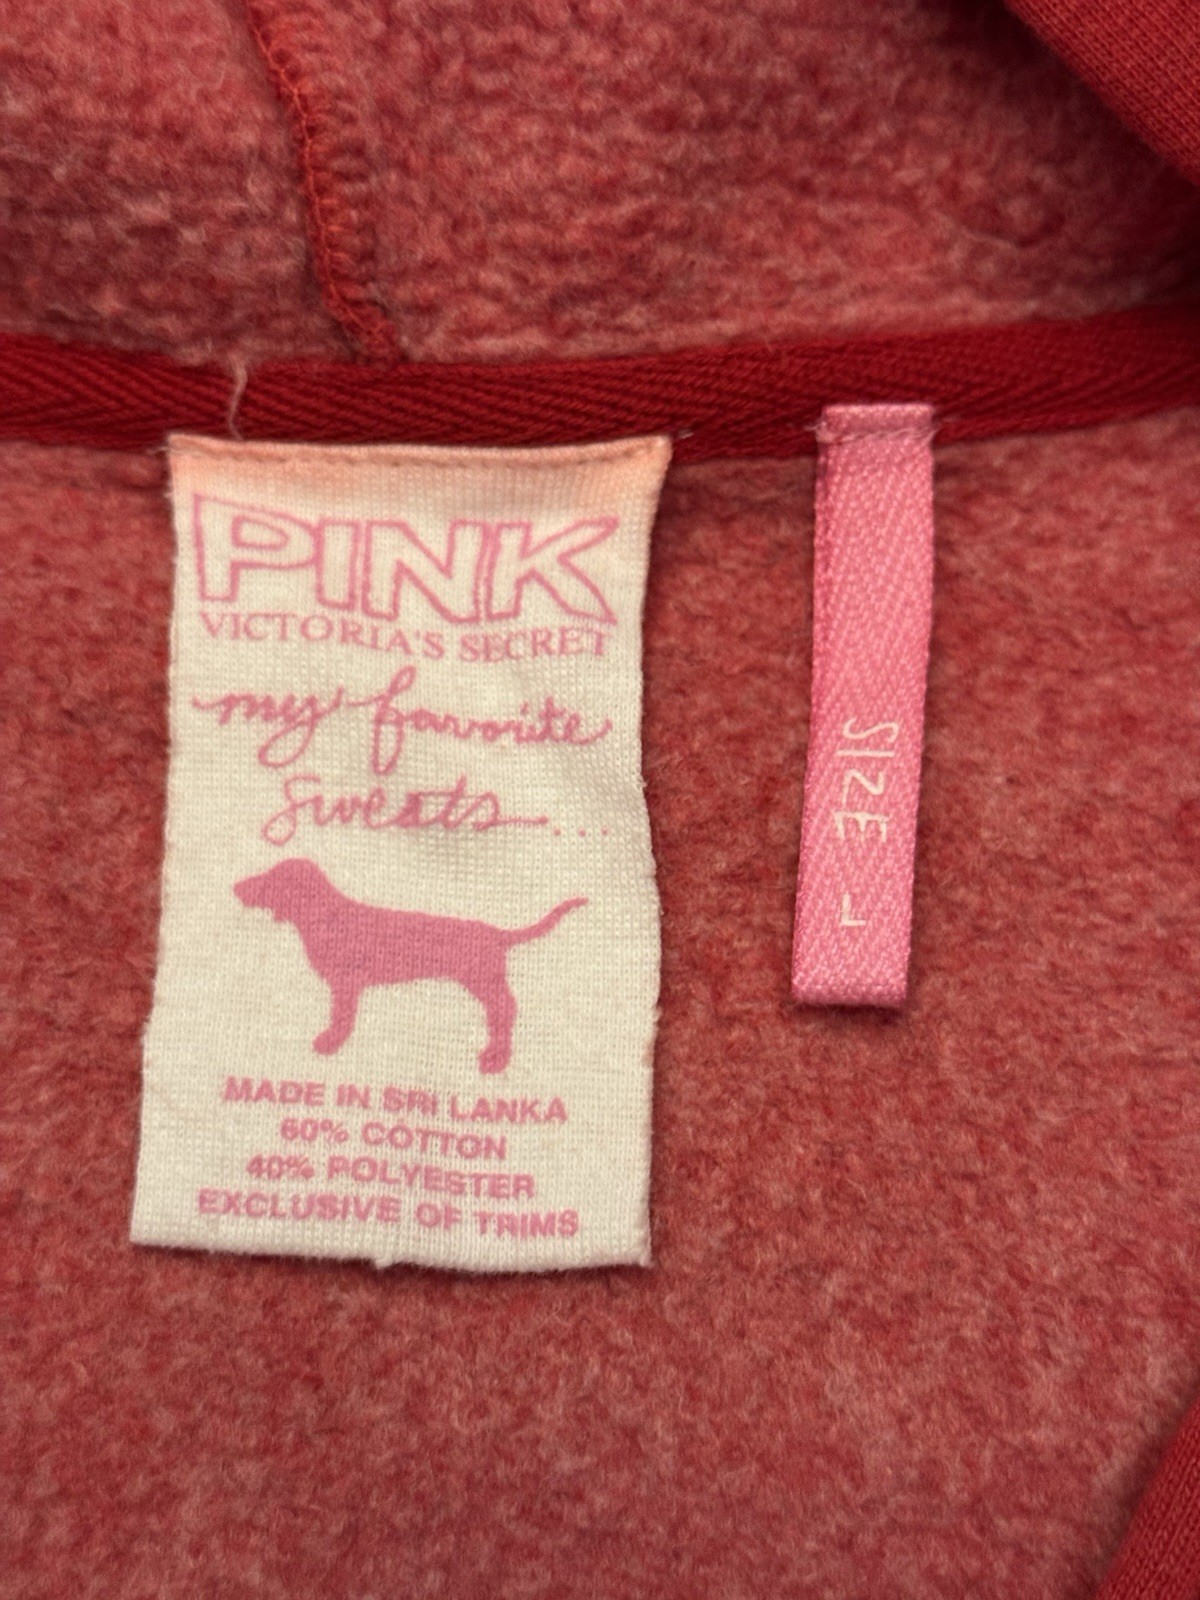 PINK
VICTORIA'S SECRET
my favorite
Sweats...
MADE IN SRI LANKA
60% COTTON
40% POLYESTER
EXCLUSIVE OF TRIMS
SIZE L